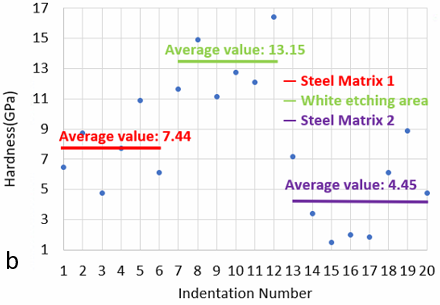 17
15
13
11
9
7
5
3
1
Hardness(GPa)
Average value: 13.15
Steel Matrix 1
White etching area
Steel Matrix 2
Average value: 7.44
Average value: 4.45
1 2 3 4 5 6 7 8 9 10 11 12 13 14 15 16 17 18 19 20
Indentation Number
b